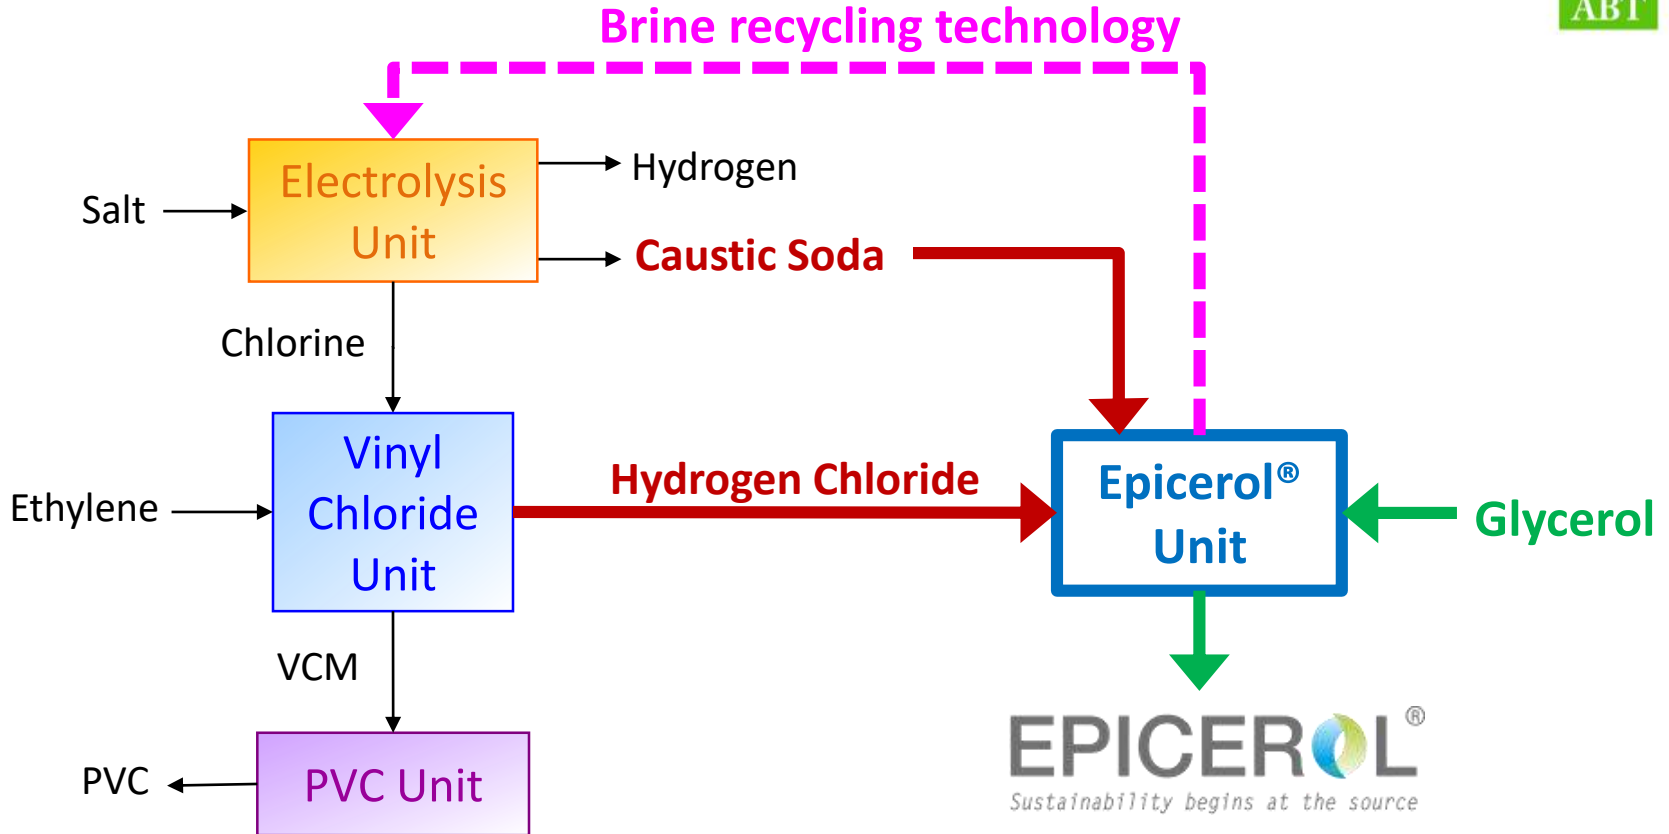 Brine recycling technology
ABT
Electrolysis
Unit
Hydrogen
Salt
Caustic Soda
Chlorine
Vinyl
Chloride
Unit
Hydrogen Chloride
Epicerol®
Unit
Ethylene
Glycerol
VCM
EPICEROL®
Sustainability begins at the source
PVC
PVC Unit